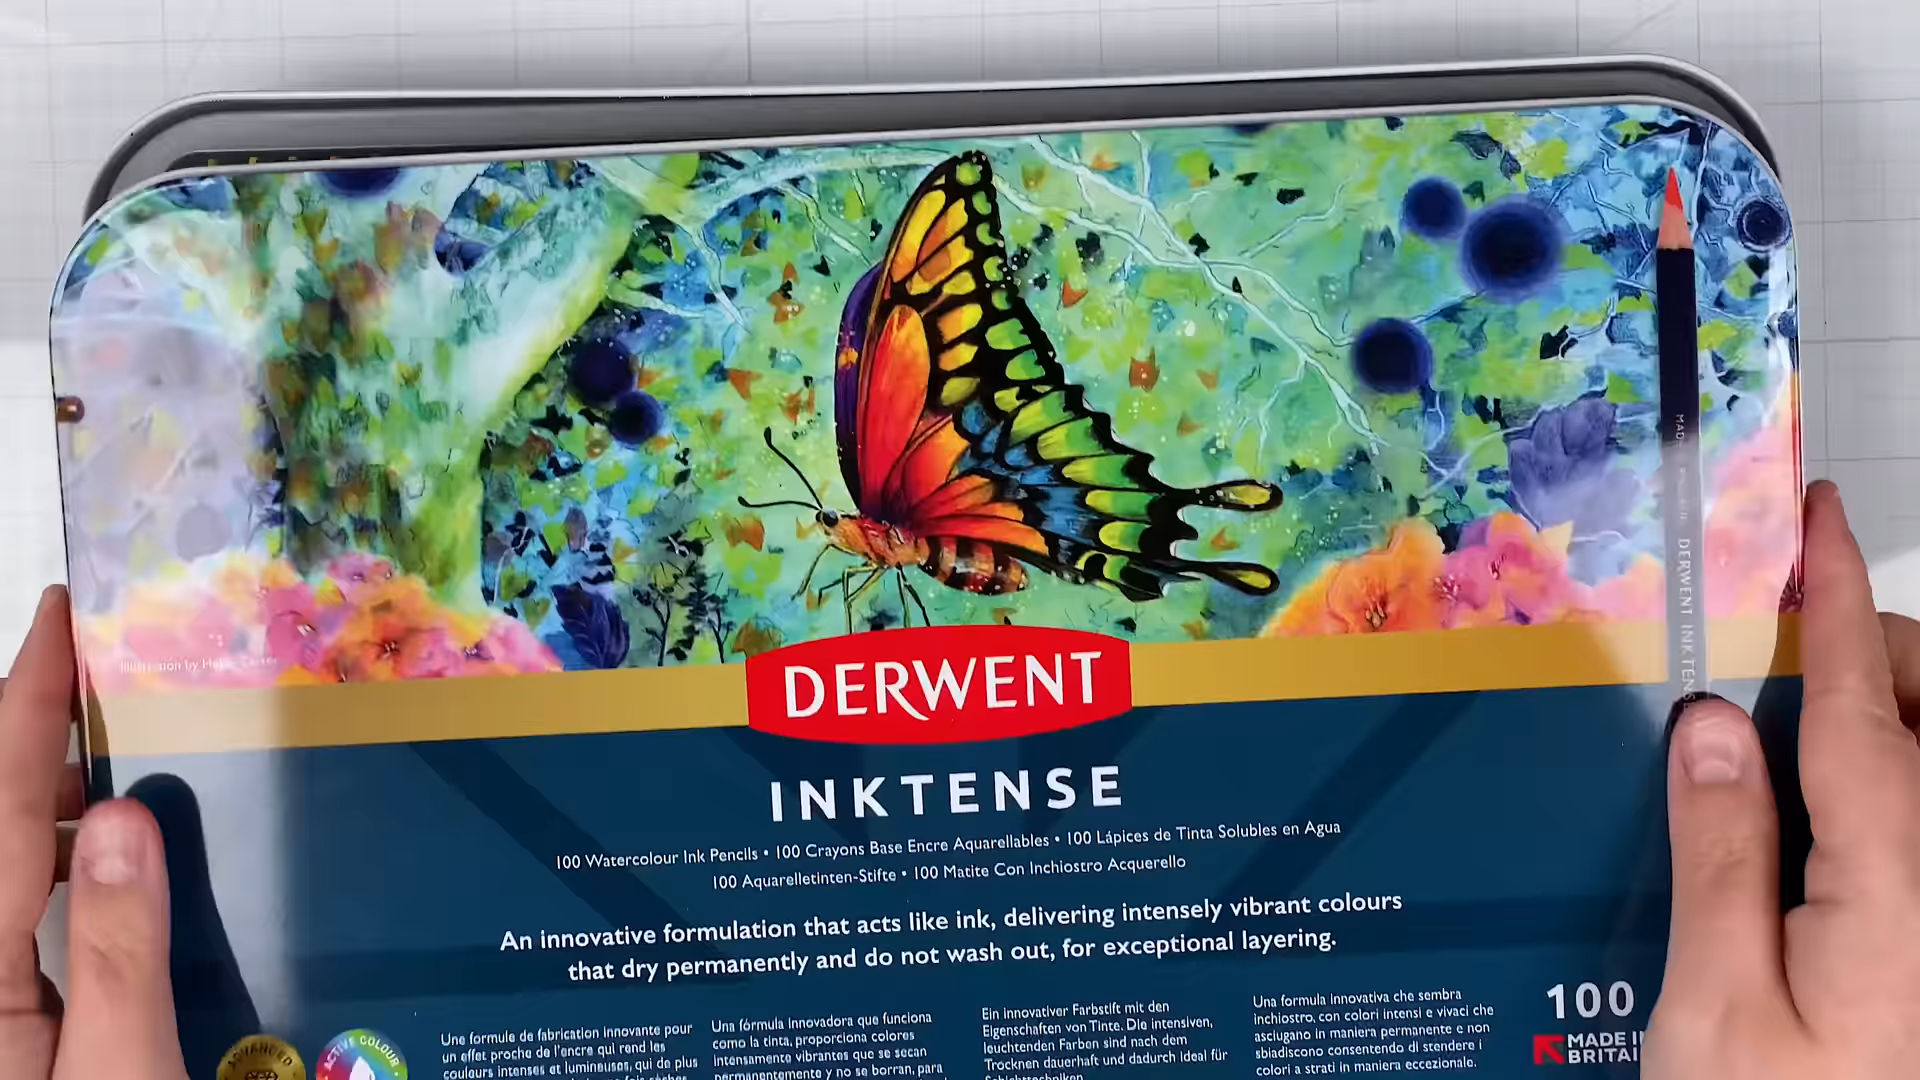 Illustration by
MADE
DERWENT INKTENSE
DERWENT
INKTENSE
100 Watercolour Ink Pencils • 100 Crayons Base Encre Aquarellables • 100 Lápices de Tinta Solubles en Agua
100 Aquarelletinten-Stifte • 100 Matite Con Inchiostro Acquerello
An innovative formulation that acts like ink, delivering intensely vibrant colours
that dry permanently and do not wash out, for exceptional layering.
ADVANCED
ACTIVE COLOUR
Une formule de fabrication innovante pour
un effet proche de l'encre qui rend les
couleurs intenses et lumineuses, qui de plus
Una fórmula innovadora que funciona
como la tinta, proporciona colores
intensamente vibrantes que se secan
permanentemente y no se borran, para
Ein innovativer Farbstift mit den
Eigenschaften von Tinte. Die intensiven,
leuchtenden Farben sind nach dem
Trocknen dauerhaft und dadurch ideal für
Schichttechniken.
Una formula innovativa che sembra
inchiostro, con colori intensi e vivaci che
asciugano in maniera permanente e non
sbiadiscono consentendo di stendere i
colori a strati in maniera eccezionale.
100
MADE I
BRITAI